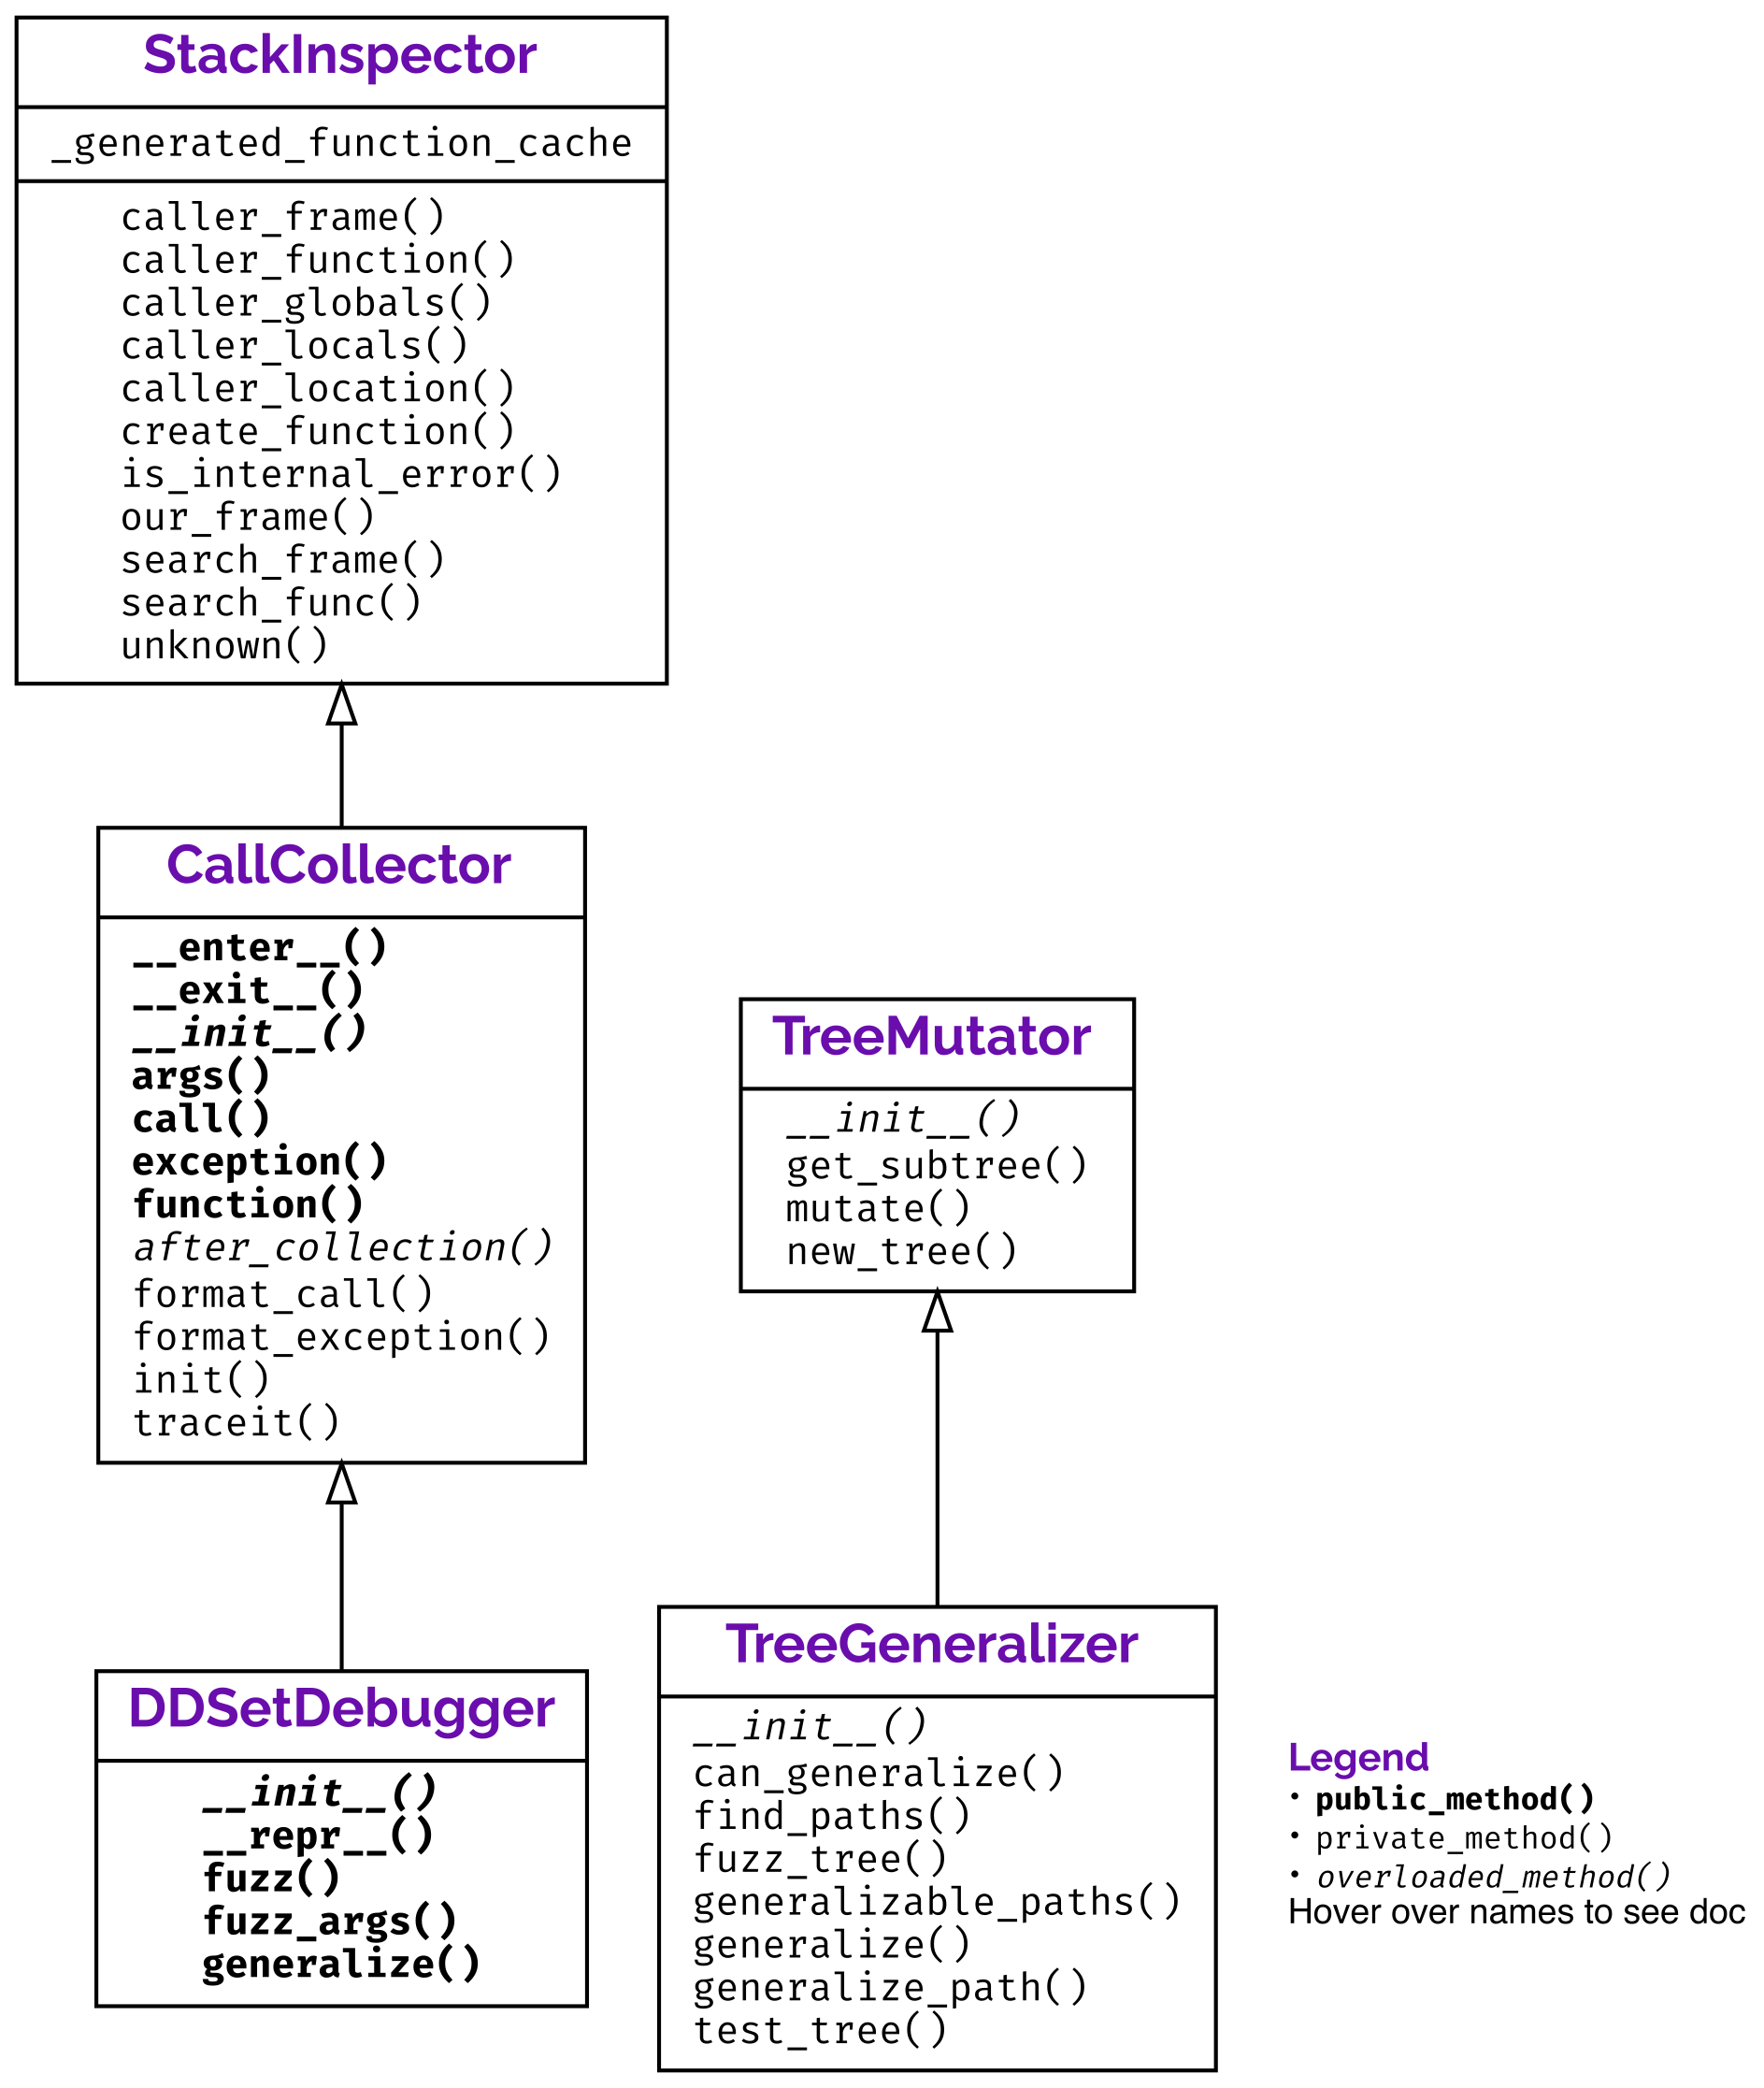 StackInspector
_generated_function_cache
caller_frame()
caller_function()
caller_globals()
caller_locals()
caller_location()
create_function()
is_internal_error()
our_frame()
search_frame()
search_func()
unknown()
CallCollector
__enter__()
__exit__()
__init__()
args()
call()
exception()
function()
after_collection()
format_call()
format_exception()
init()
traceit()
DDSetDebugger
__init__()
__repr__()
fuzz()
fuzz_args()
generalize()
TreeMutator
__init__()
get_subtree()
mutate()
new_tree()
TreeGeneralizer
__init__()
can_generalize()
find_paths()
fuzz_tree()
generalizable_paths()
generalize()
generalize_path()
test_tree()
Legend
• public_method()
• private_method()
• overloaded_method()
Hover over names to see doc